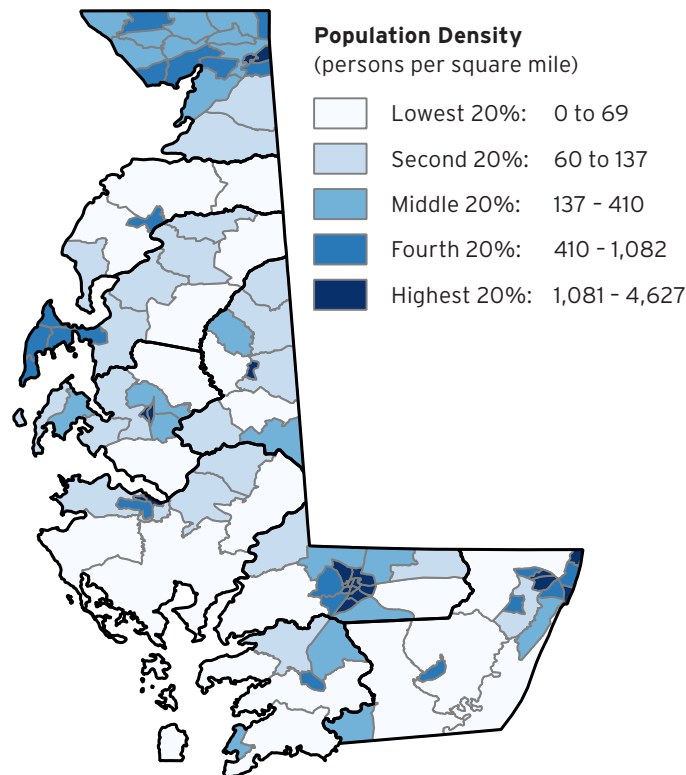 Population Density
(persons per square mile)
Lowest 20%: 0 to 69
Second 20%: 60 to 137
Middle 20%: 137 - 410
Fourth 20%: 410 - 1,082
Highest 20%: 1,081 - 4,627